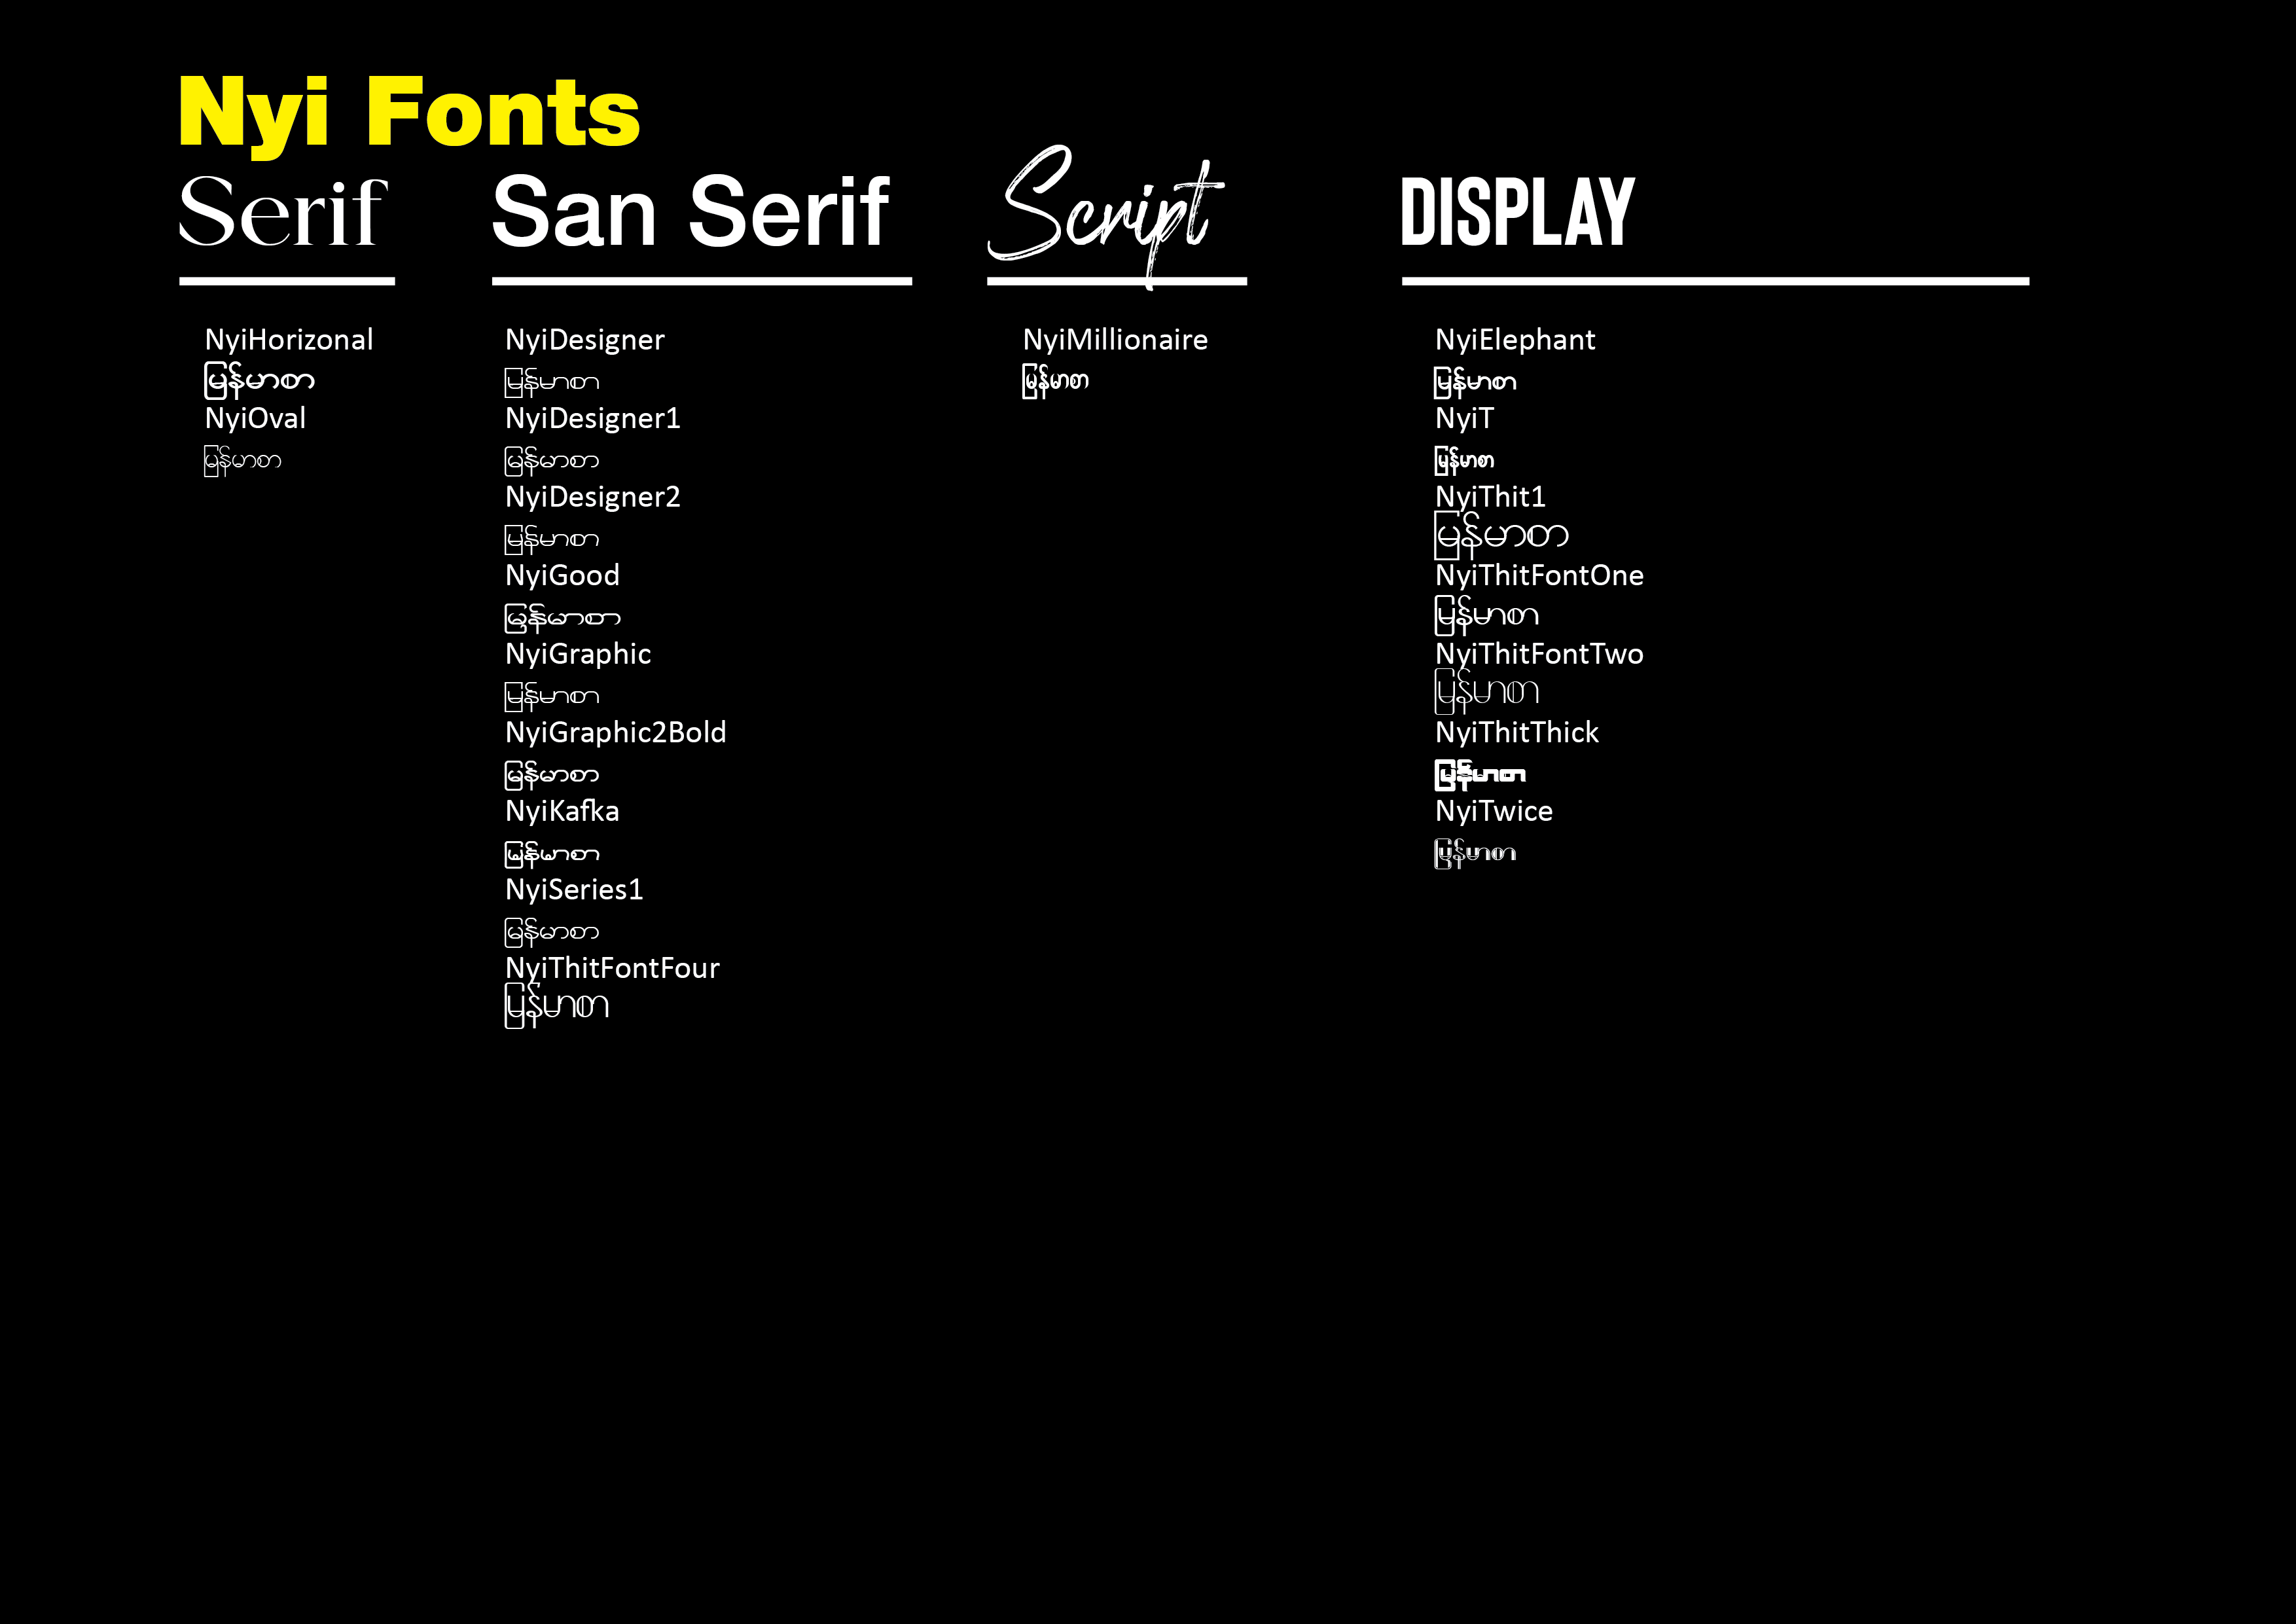 Nyi Fonts
Serif
NyiHorizonal
မြန်မာစာ
NyiOval
မြန်မာစာ
San Serif
NyiDesigner
မြန်မာစာ
NyiDesigner1
မြန်မာစာ
NyiDesigner2
မြန်မာစာ
NyiGood
မြန်မာစာ
NyiGraphic
မြန်မာစာ
NyiGraphic2Bold
မြန်မာစာ
NyiKafka
မြန်မာစာ
NyiSeries1
မြန်မာစာ
NyiThitFontFour
မြန်မာစာ
Script
NyiMillionaire
မြန်မာစာ
DISPLAY
NyiElephant
မြန်မာစာ
NyiT
မြန်မာစာ
NyiThit1
မြန်မာစာ
NyiThitFontOne
မြန်မာစာ
NyiThitFontTwo
မြန်မာစာ
NyiThitThick
မြန်မာစာ
NyiTwice
မြန်မာစာ